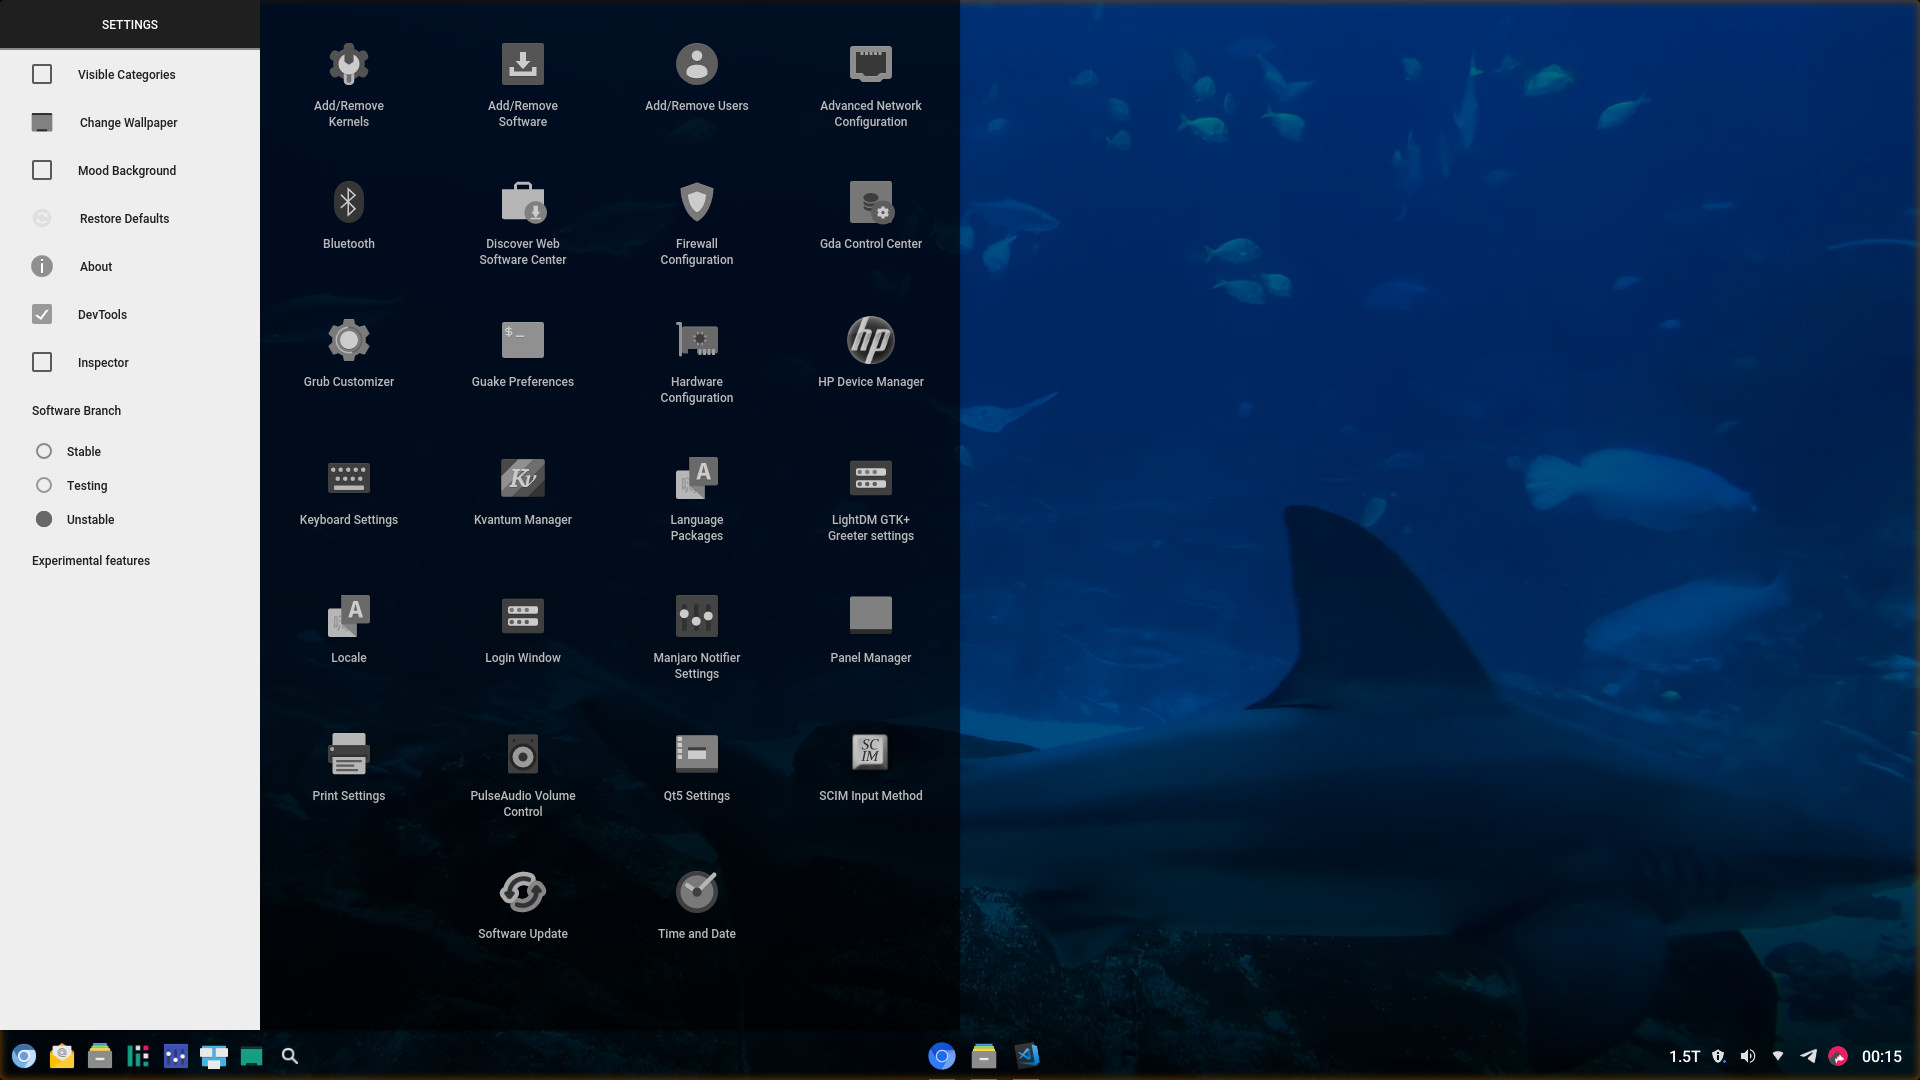 SETTINGS
Visible Categories
Change Wallpaper
Mood Background
Restore Defaults
About
DevTools
Inspector
Software Branch
Stable
Testing
Unstable
Experimental features
Add/Remove
Kernels
Add/Remove
Software
Add/Remove Users
Advanced Network
Configuration
Bluetooth
Discover Web
Software Center
Firewall
Configuration
Gda Control Center
Grub Customizer
$_
Guake Preferences
Hardware
Configuration
hp
HP Device Manager
Keyboard Settings
Kv
Kvantum Manager
A
Language
Packages
LightDM GTK+
Greeter settings
A
Locale
Login Window
Manjaro Notifier
Settings
Panel Manager
Print Settings
PulseAudio Volume
Control
Qt5 Settings
SC
IM
SCIM Input Method
Software Update
Time and Date
1.5T
00:15